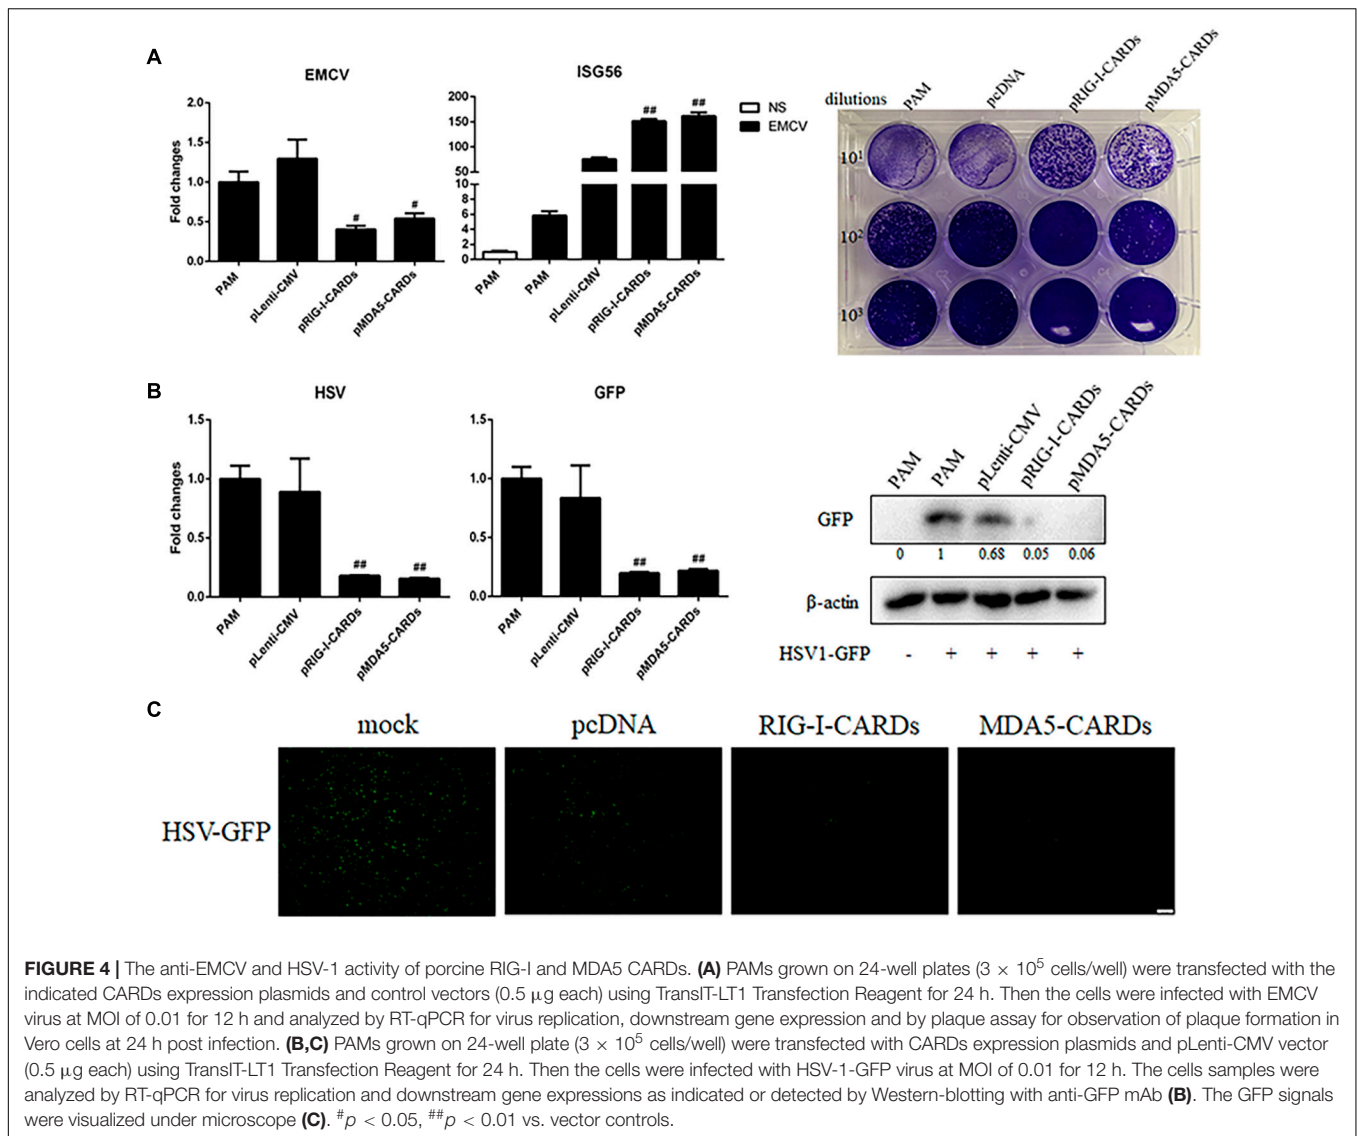 A
EMCV
Fold changes
2.0
1.5
1.0
0.5
0.0
PAM
pLenti-CMV
pRIG-I-CARDs
pMDA5-CARDs
#
#
ISG56
200
150
100
50
10
8
6
4
2
0
PAM
PAM
pLenti-CMV
pRIG-I-CARDs
pMDA5-CARDs
##
##
NS
EMCV
dilutions
PAM
pcDNA
pRIG-I-CARDs
pMDA5-CARDs
10¹
10²
10³
B
HSV
Fold changes
1.5
1.0
0.5
0.0
PAM
pLenti-CMV
pRIG-I-CARDs
pMDA5-CARDs
##
##
GFP
1.5
1.0
0.5
0.0
PAM
pLenti-CMV
pRIG-I-CARDs
pMDA5-CARDs
##
##
PAM
PAM
pLenti-CMV
pRIG-I-CARDs
pMDA5-CARDs
GFP
0 1 0.68 0.05 0.06
β-actin
HSV1-GFP - + + + +
C
mock pcDNA RIG-I-CARDs MDA5-CARDs
HSV-GFP
FIGURE 4 | The anti-EMCV and HSV-1 activity of porcine RIG-I and MDA5 CARDs. (A) PAMs grown on 24-well plates (3 × 10⁵ cells/well) were transfected with the
indicated CARDs expression plasmids and control vectors (0.5 μg each) using TransIT-LT1 Transfection Reagent for 24 h. Then the cells were infected with EMCV
virus at MOI of 0.01 for 12 h and analyzed by RT-qPCR for virus replication, downstream gene expression and by plaque assay for observation of plaque formation in
Vero cells at 24 h post infection. (B,C) PAMs grown on 24-well plate (3 × 10⁵ cells/well) were transfected with CARDs expression plasmids and pLenti-CMV vector
(0.5 μg each) using TransIT-LT1 Transfection Reagent for 24 h. Then the cells were infected with HSV-1-GFP virus at MOI of 0.01 for 12 h. The cells samples were
analyzed by RT-qPCR for virus replication and downstream gene expressions as indicated or detected by Western-blotting with anti-GFP mAb (B). The GFP signals
were visualized under microscope (C). #p < 0.05, ##p < 0.01 vs. vector controls.